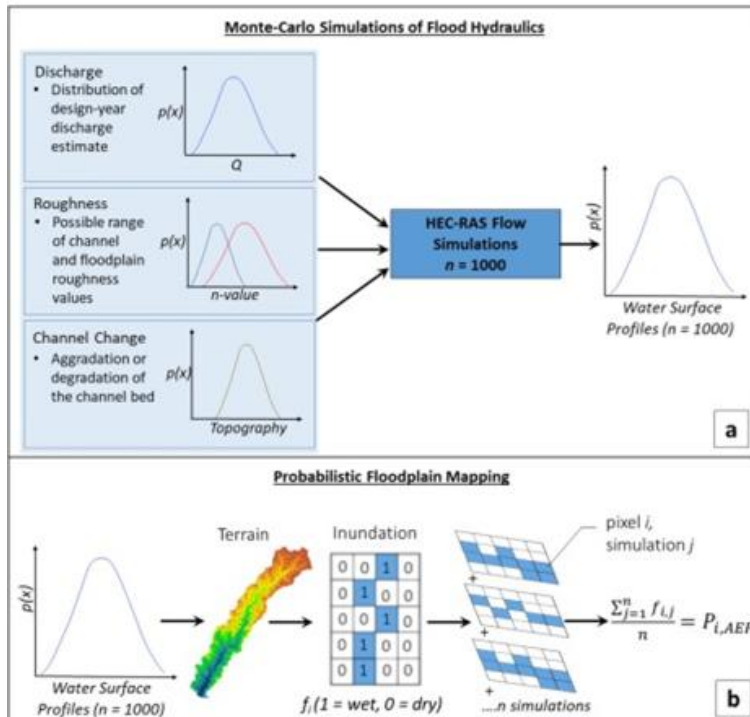 Monte-Carlo Simulations of Flood Hydraulics
Discharge
• Distribution of
design-year
discharge
estimate
p(x)
Q
Roughness
• Possible range
of channel
and floodplain
roughness
values
p(x)
n-value
Channel Change
• Aggradation or
degradation of
the channel bed
p(x)
Topography
HEC-RAS Flow
Simulations
n = 1000
p(x)
Water Surface
Profiles (n = 1000)
a
Probabilistic Floodplain Mapping
p(x)
Water Surface
Profiles (n = 1000)
Terrain
Inundation
0 0 1 0
0 1 0 0
0 0 1 0
0 1 0 0
0 1 0 0
fᵢ (1 = wet, 0 = dry)
pixel i,
simulation j
+
+
+
....n simulations
∑ⁿⱼ₌₁ fᵢ,ⱼ / n = Pᵢ,AEP
b